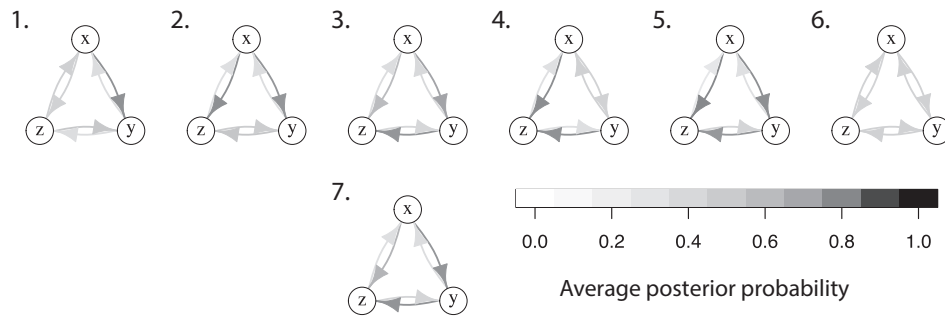 1. 2. 3. 4. 5. 6.
x x x x x x
z y z y z y z y z y z y
7.
x
z y
0.0 0.2 0.4 0.6 0.8 1.0
Average posterior probability